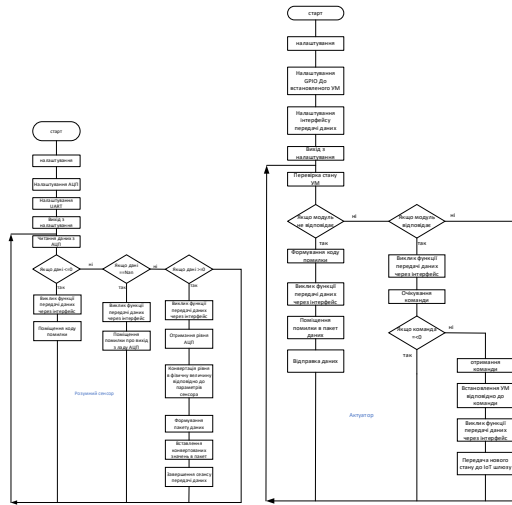 старт
налаштування
Налаштування АЦП
Налаштування
UART
Вихід з
налаштування
Читання даних з
АЦП
Якщо дані <=0
ні
Якщо дані
==Nan
ні
Якщо дані >0
так
так
так
Виклик функції
передачі даних
через інтерфейс
Поміщення коду
помилки
Виклик функції
передачі даних
через інтерфейс
Поміщення
помилки про вихід
з ладу АЦП
Виклик функції
передачі даних
через інтерфейс
Отримання рівня
АЦП
Конвертація рівня
в фізичну величину
відповідно до
параметрів
сенсора
Формування
пакету даних
Вставлення
конвертованих
значень в пакет
Завершення сеансу
передачі даних
Розумний сенсор
старт
налаштування
Налаштування
GPIO До
встановленого УМ
Налаштування
інтерфейсу
передачі даних
Вихід з
налаштування
Перевірка стану
УМ
Якщо модуль
не відповідає
ні
Якщо модуль
відповідає
ні
так
так
Формування коду
помилки
Виклик функції
передачі даних
через інтерфейс
Поміщення
помилки в пакет
даних
Відправка даних
Виклик функції
передачі даних
через інтерфейс
Очікування
команди
Якщо команда
=<0
ні
так
отримання
команди
Встановлення УМ
відповідно до
команди
Виклик функції
передачі даних
через інтерфейс
Передача нового
стану до IoT шлюзу
Актуатор